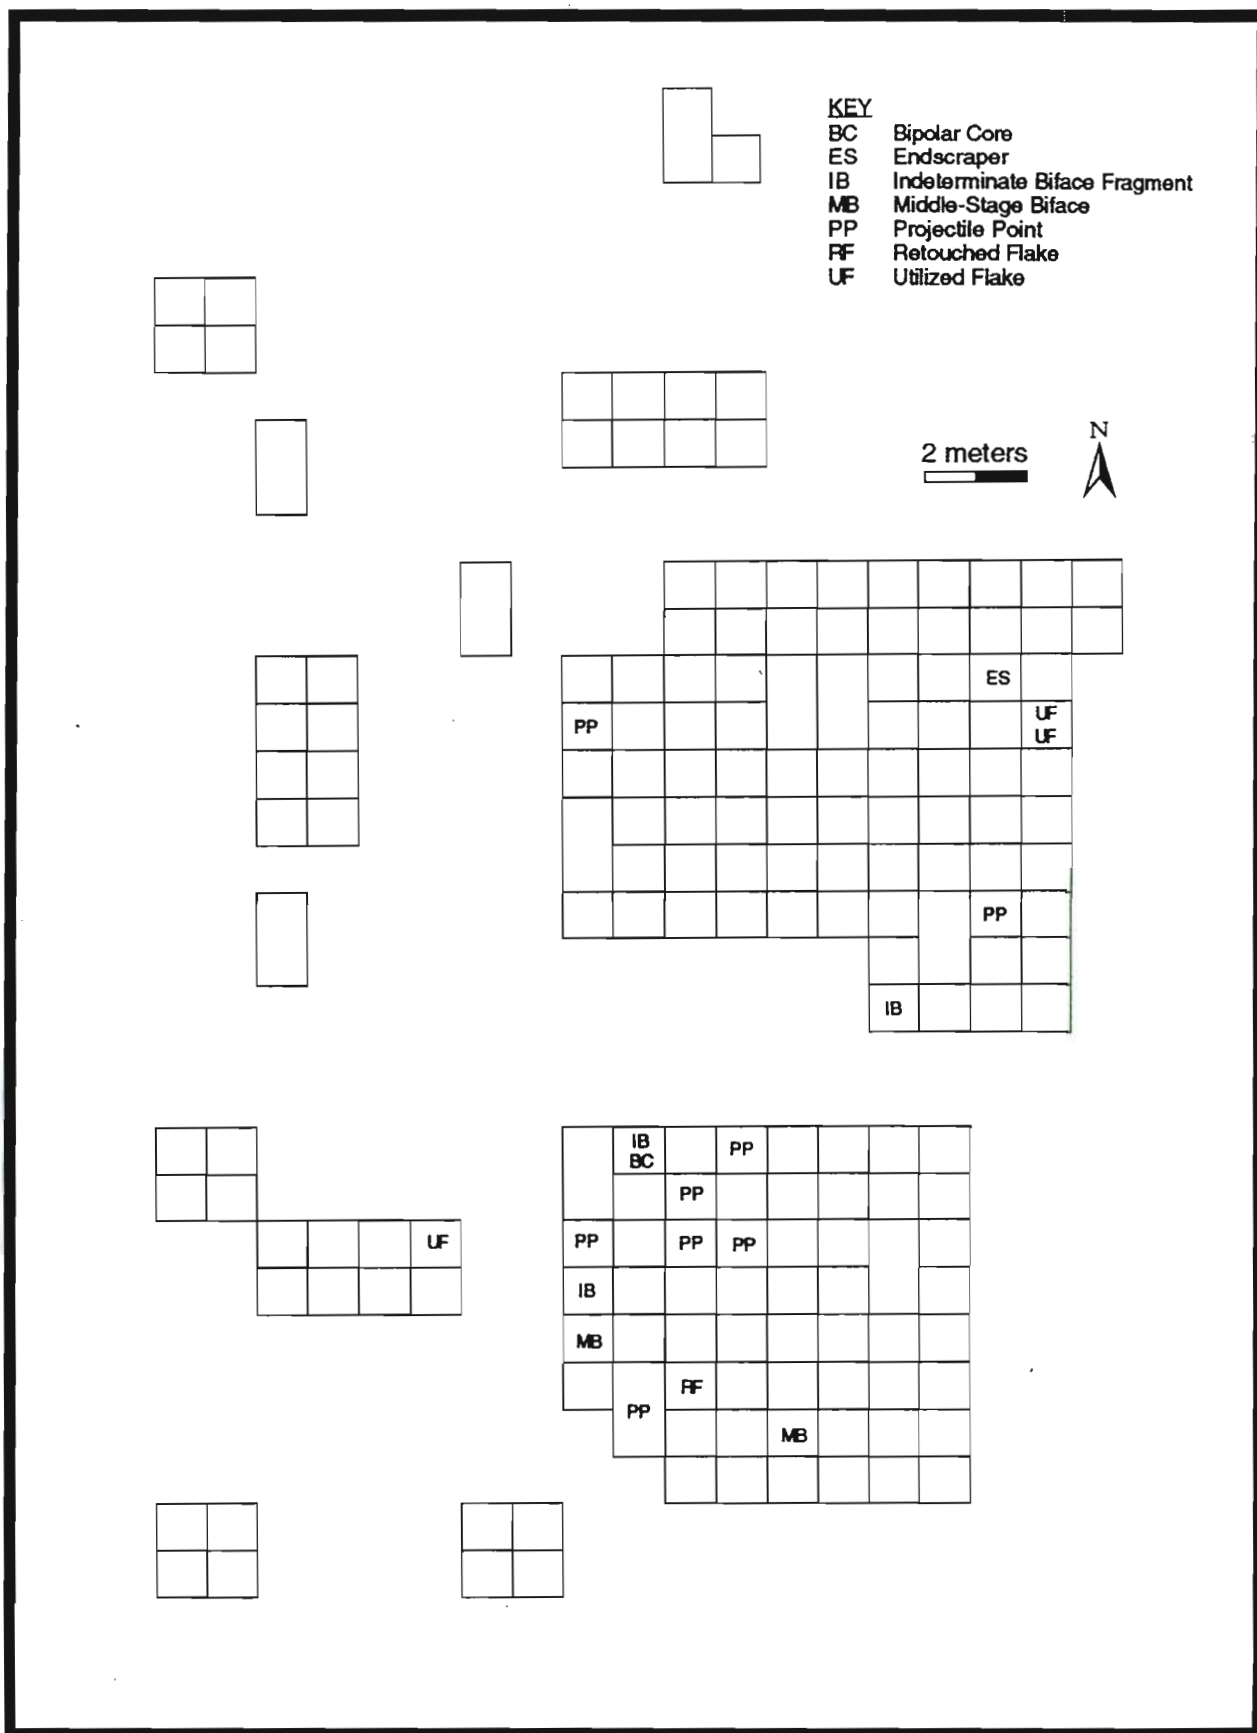 KEY
BC Bipolar Core
ES Endscraper
IB Indeterminate Biface Fragment
MB Middle-Stage Biface
PP Projectile Point
RF Retouched Flake
UF Utilized Flake
2 meters
N
ES
PP
UF
UF
PP
IB
IB
BC
PP
PP
UF
PP
PP
PP
IB
MB
RF
PP
MB